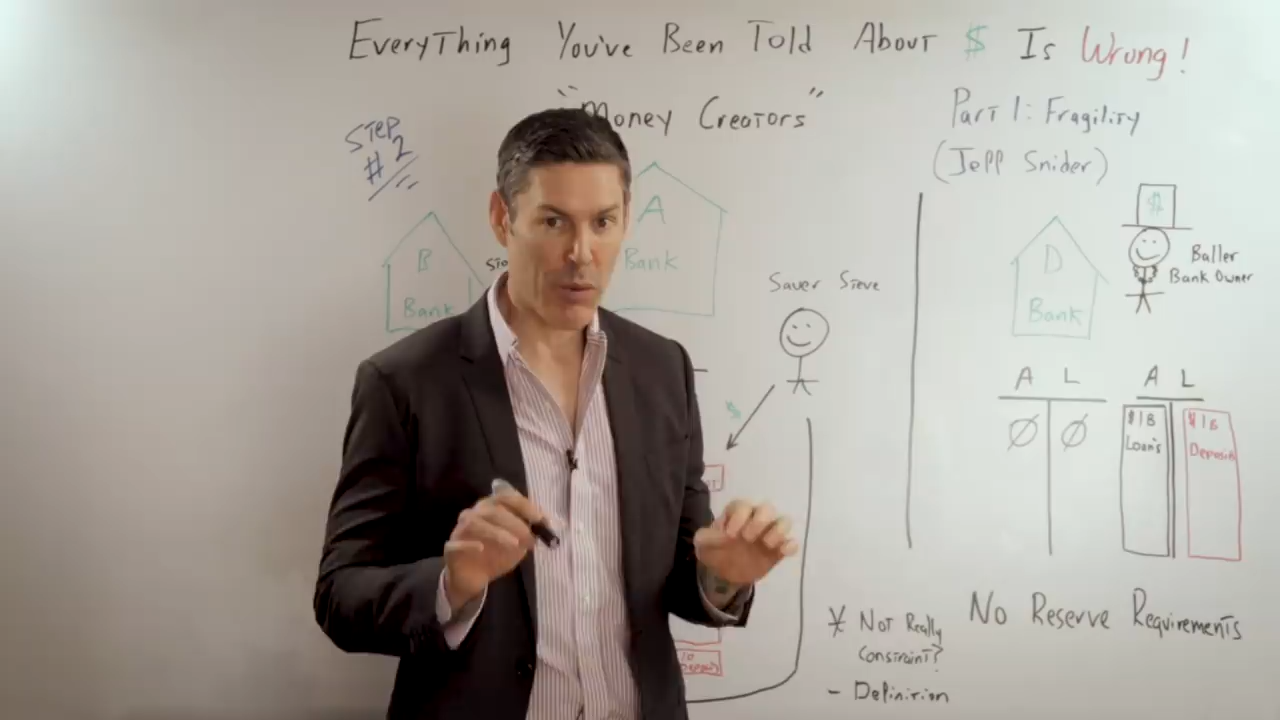 EveryThing You've Been Told About $ Is Wrong!
"Money Creators"
Part 1: Fragility
(Jeff Snider)
STep
#2
B
Bank
A
Bank
Saver Steve
$
D
Bank
$
Baller
Bank Owner
A L
Ø Ø
A L
$1B
Loans
$1B
Deposits
* Not Really
Constraint?
- Definition
No Reserve RequiremenTs